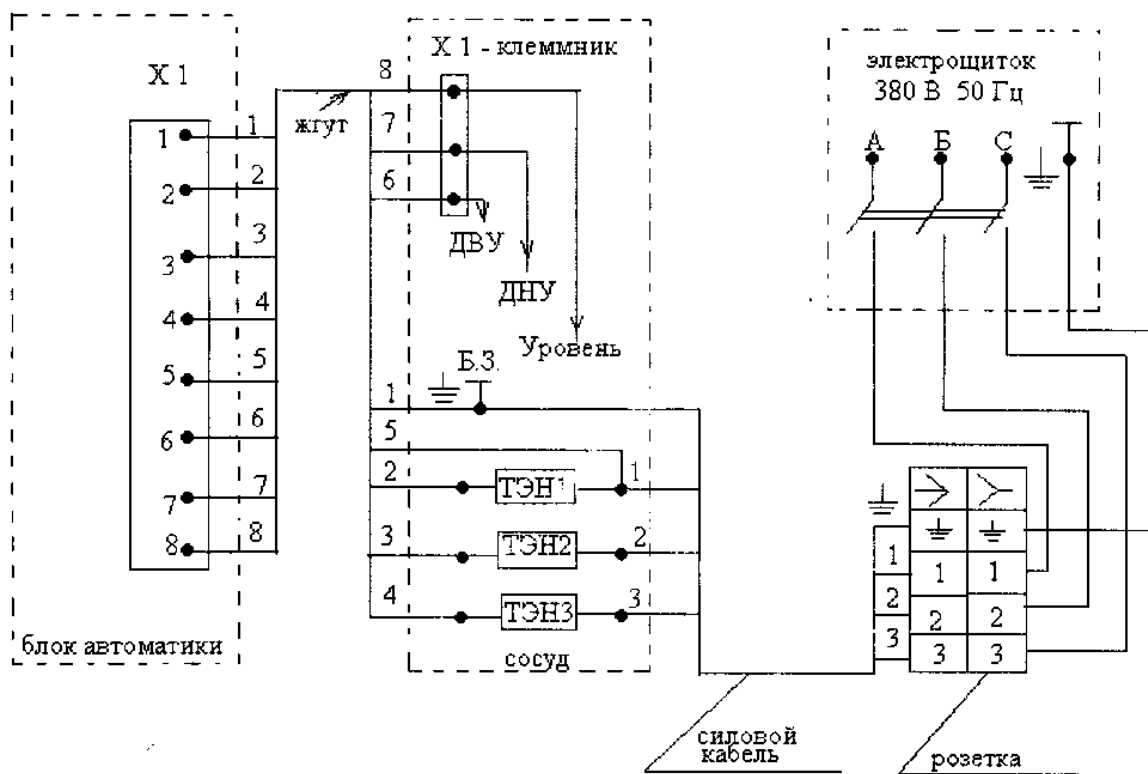 X 1
1
2
3
4
5
6
7
8
1
2
3
4
5
6
7
8
блок автоматики
жгут
X 1 - клеммник
8
7
6
ДВУ
ДНУ
Уровень
Б.З.
1
5
2
3
4
ТЭН1
ТЭН2
ТЭН3
1
2
3
сосуд
электрощиток
380 В 50 Гц
А
Б
С
1
2
3
1
2
3
1
2
3
силовой
кабель
розетка